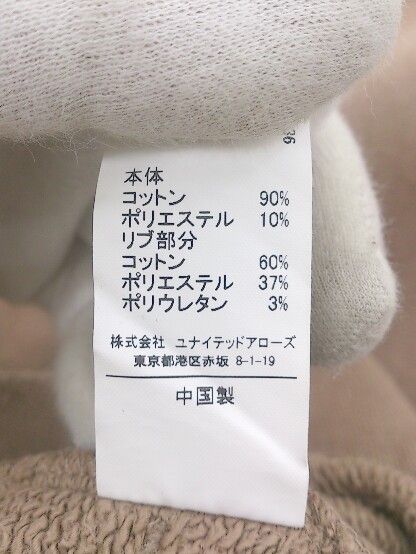 本体
コットン 90%
ポリエステル 10%
リブ部分
コットン 60%
ポリエステル 37%
ポリウレタン 3%
株式会社 ユナイテッドアローズ
東京都港区赤坂 8-1-19
中国製